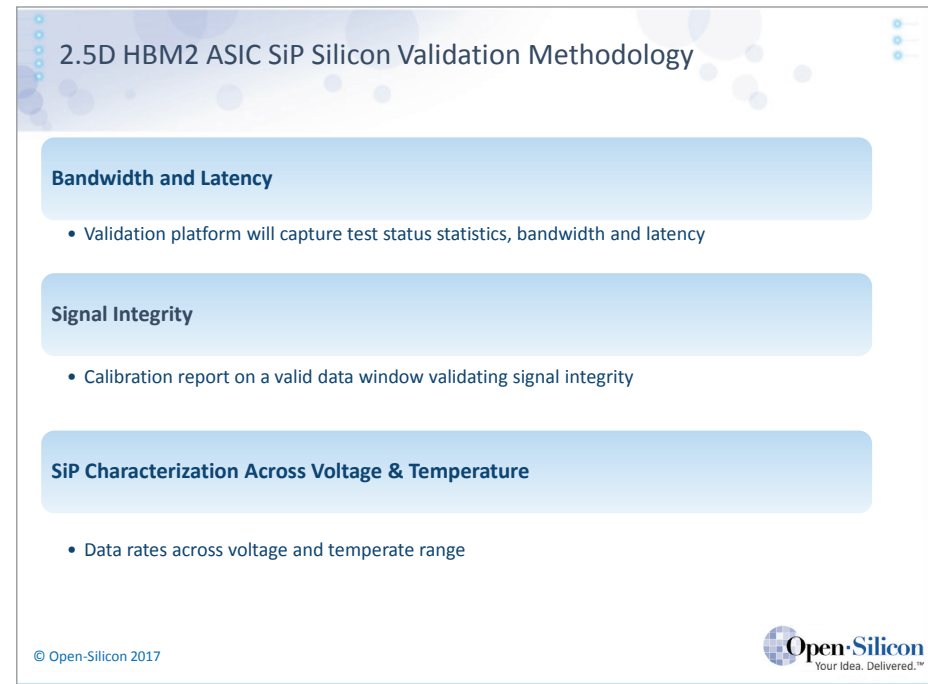 2.5D HBM2 ASIC SiP Silicon Validation Methodology
Bandwidth and Latency
• Validation platform will capture test status statistics, bandwidth and latency
Signal Integrity
• Calibration report on a valid data window validating signal integrity
SiP Characterization Across Voltage & Temperature
• Data rates across voltage and temperate range
© Open-Silicon 2017
Open·Silicon
Your Idea. Delivered.™